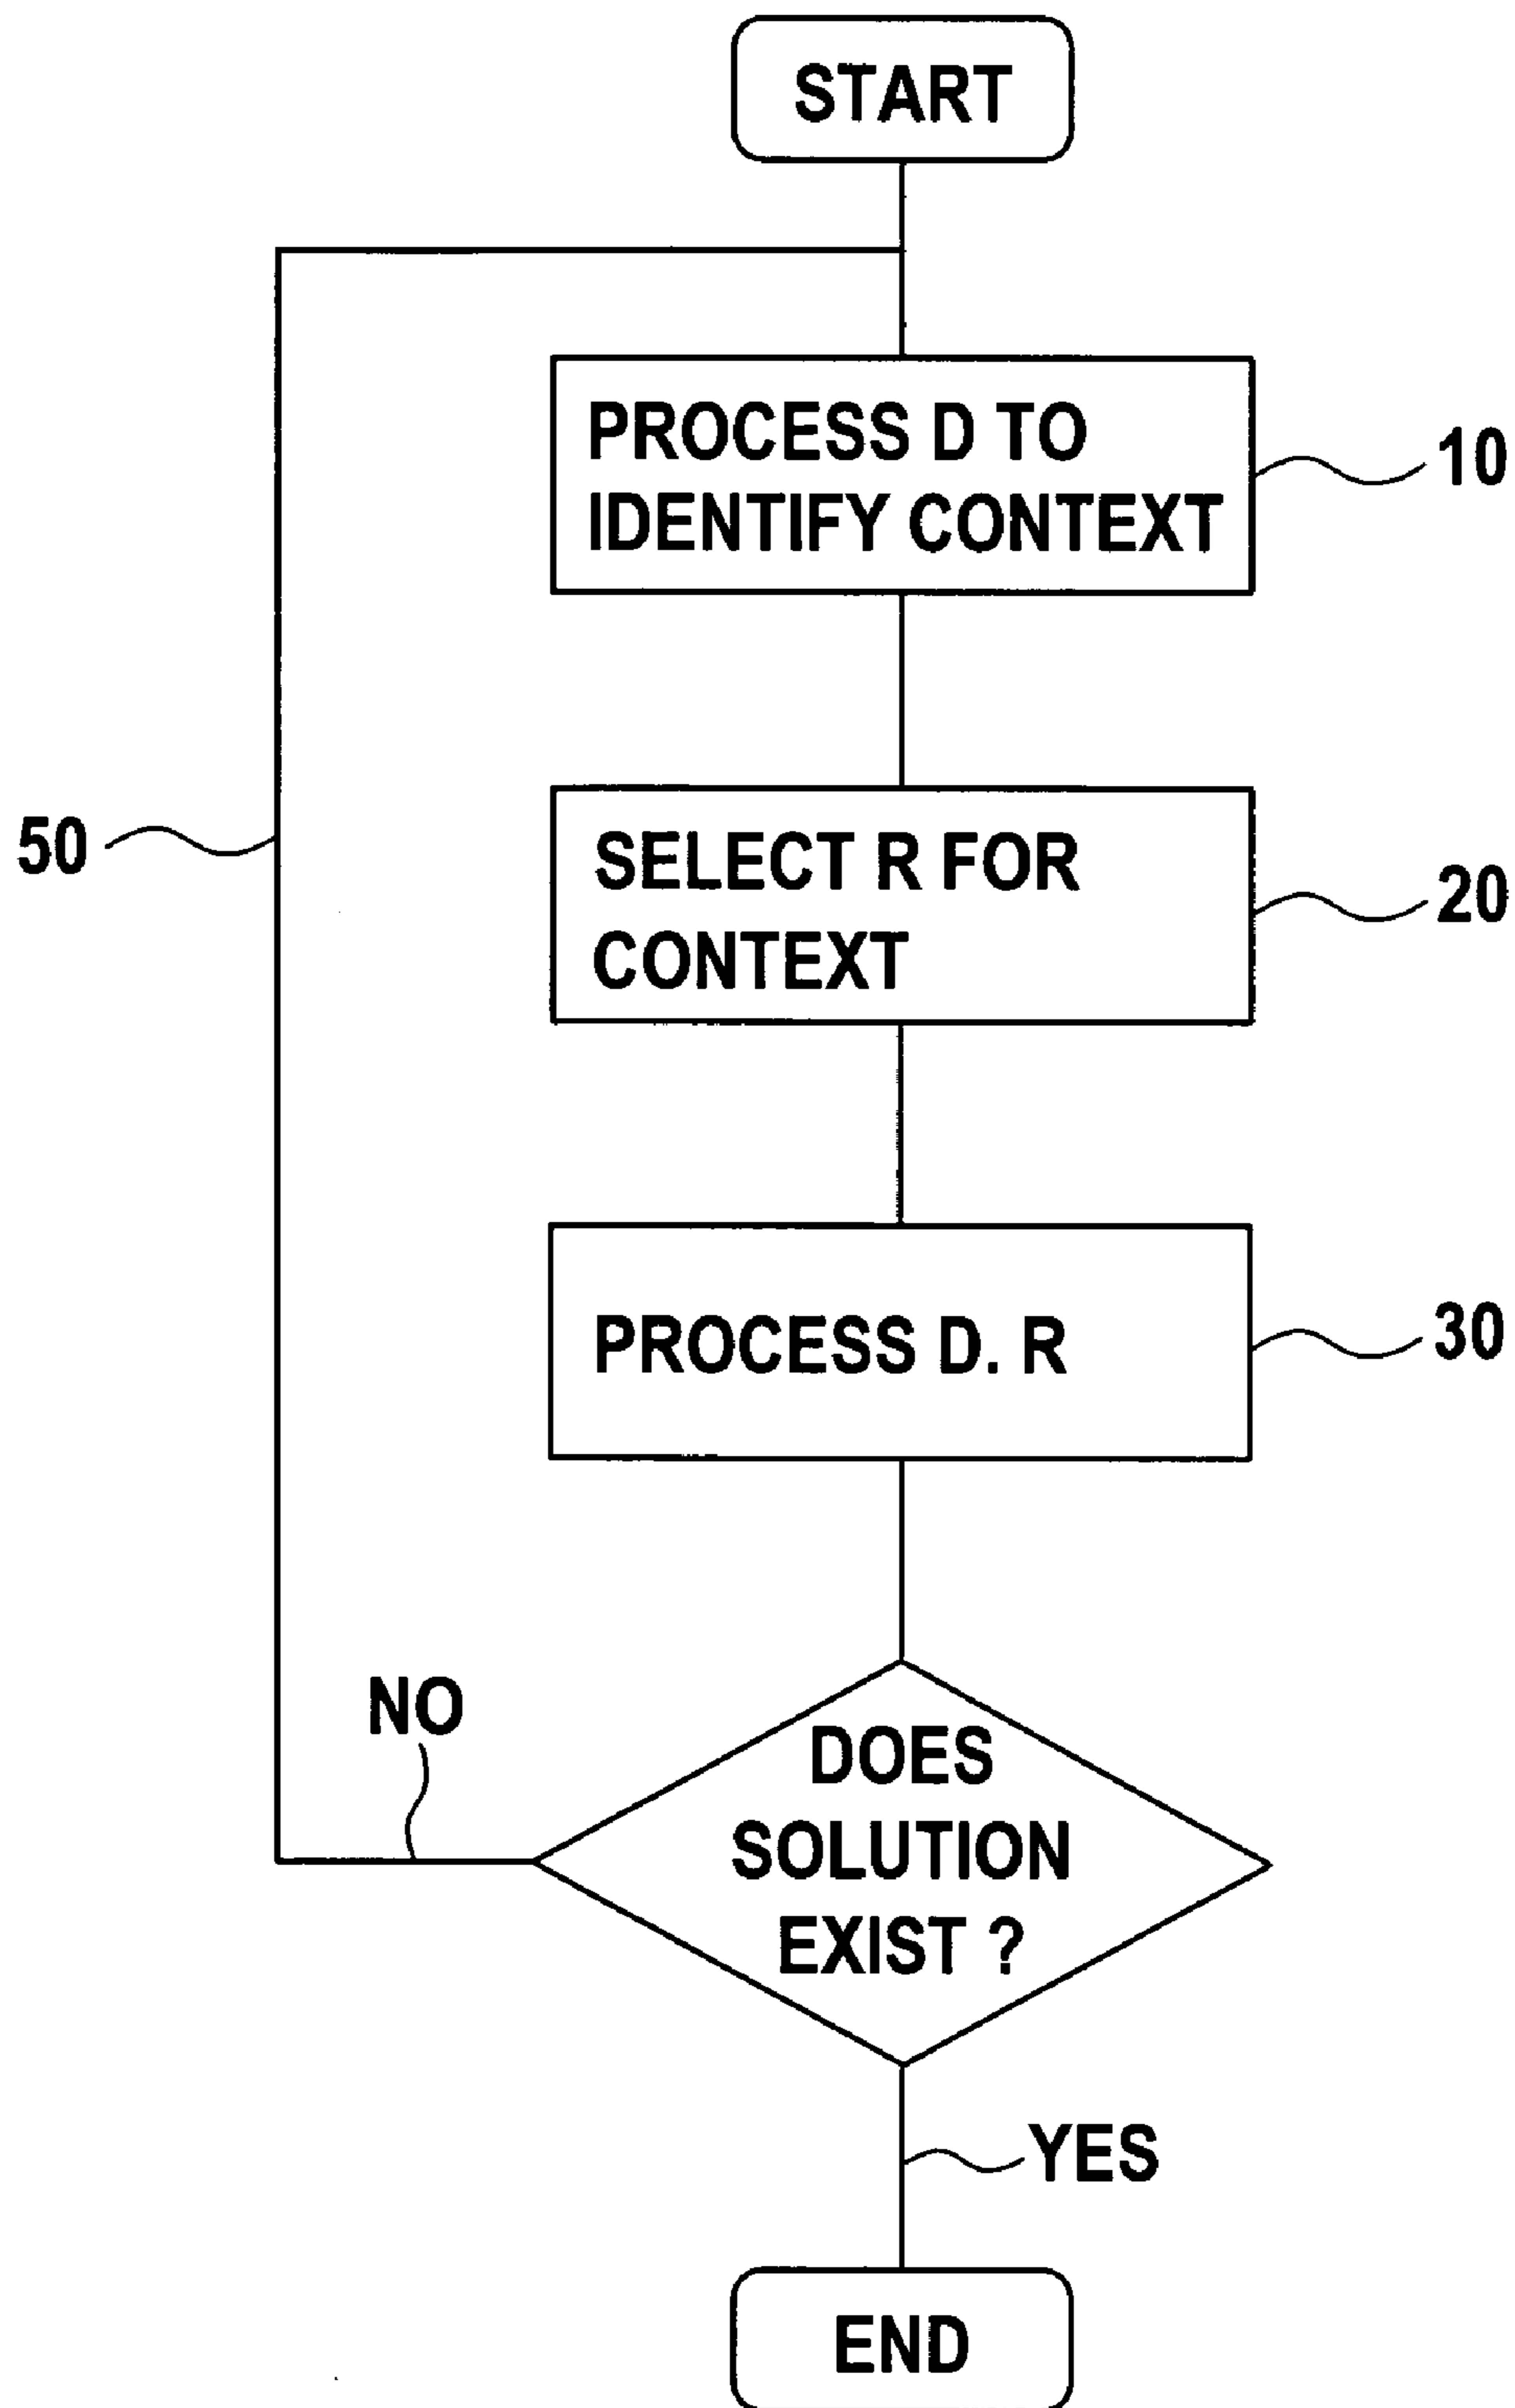 START
PROCESS D TO
IDENTIFY CONTEXT
10
50
SELECT R FOR
CONTEXT
20
PROCESS D. R
30
NO
DOES
SOLUTION
EXIST ?
YES
END